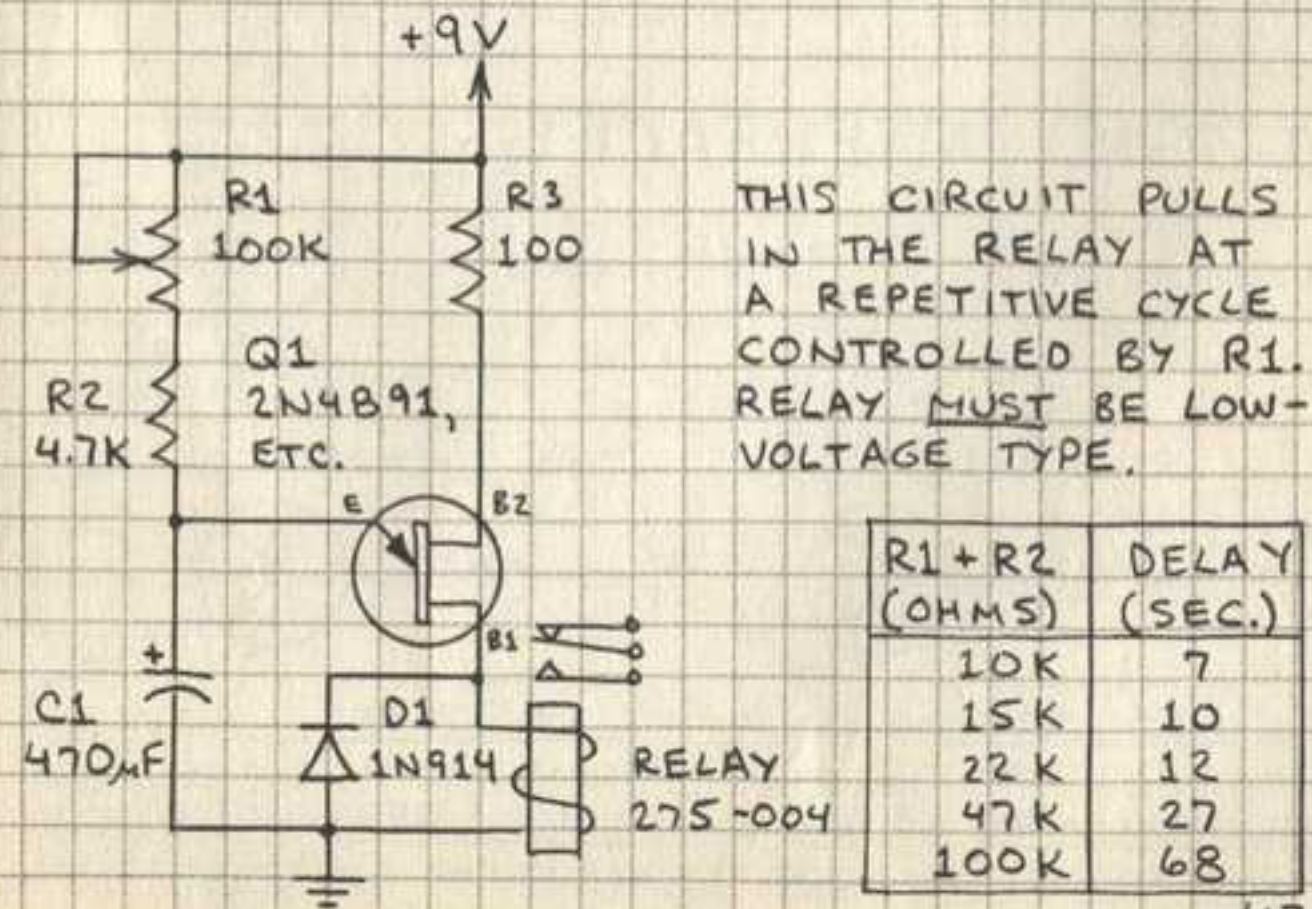 +9V
R1
100K
R3
100
R2
4.7K
Q1
2N4891,
ETC.
E
B2
B1
+
C1
470µF
D1
1N914
RELAY
275-004
THIS CIRCUIT PULLS
IN THE RELAY AT
A REPETITIVE CYCLE
CONTROLLED BY R1.
RELAY MUST BE LOW-
VOLTAGE TYPE.
R1 + R2 DELAY
(OHMS) (SEC.)
10K 7
15K 10
22K 12
47K 27
100K 68